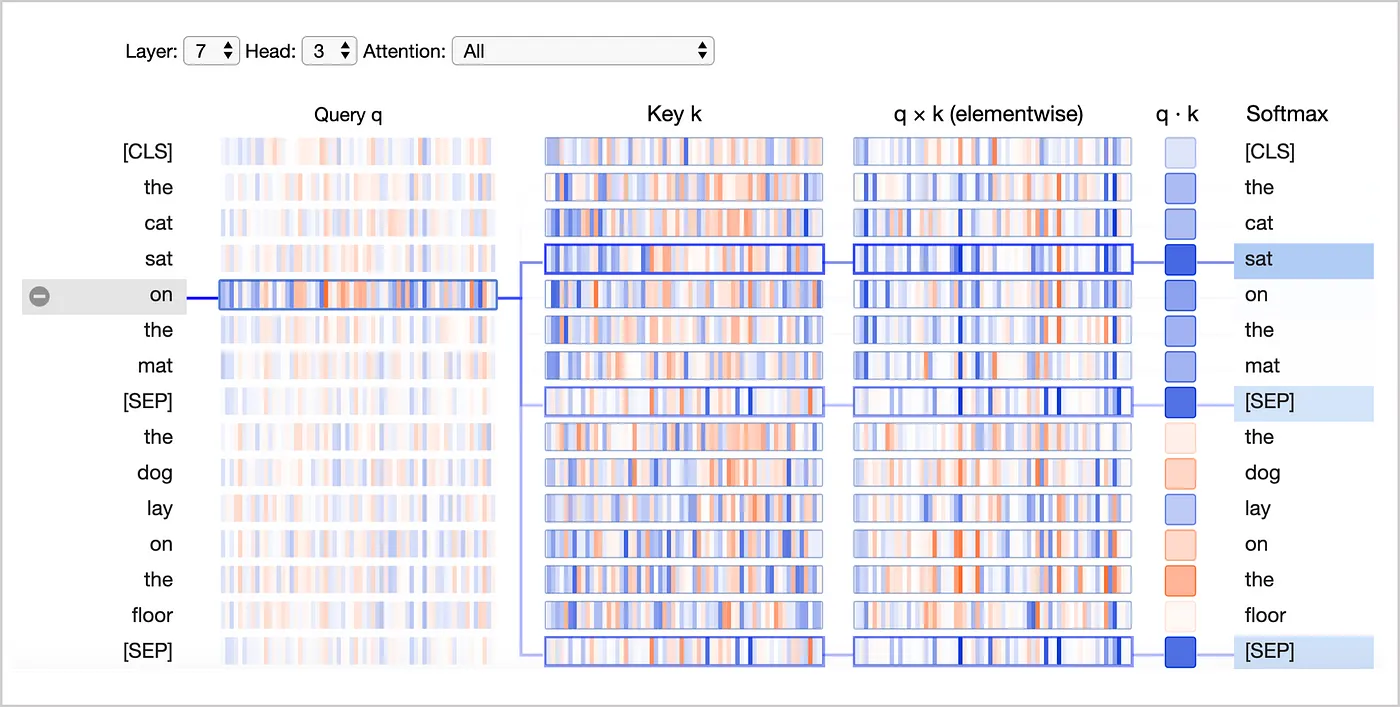 Layer: 7 Head: 3 Attention: All
Query q Key k q × k (elementwise) q · k Softmax
[CLS] [CLS]
the the
cat cat
sat sat
on on
the the
mat mat
[SEP] [SEP]
the the
dog dog
lay lay
on on
the the
floor floor
[SEP] [SEP]